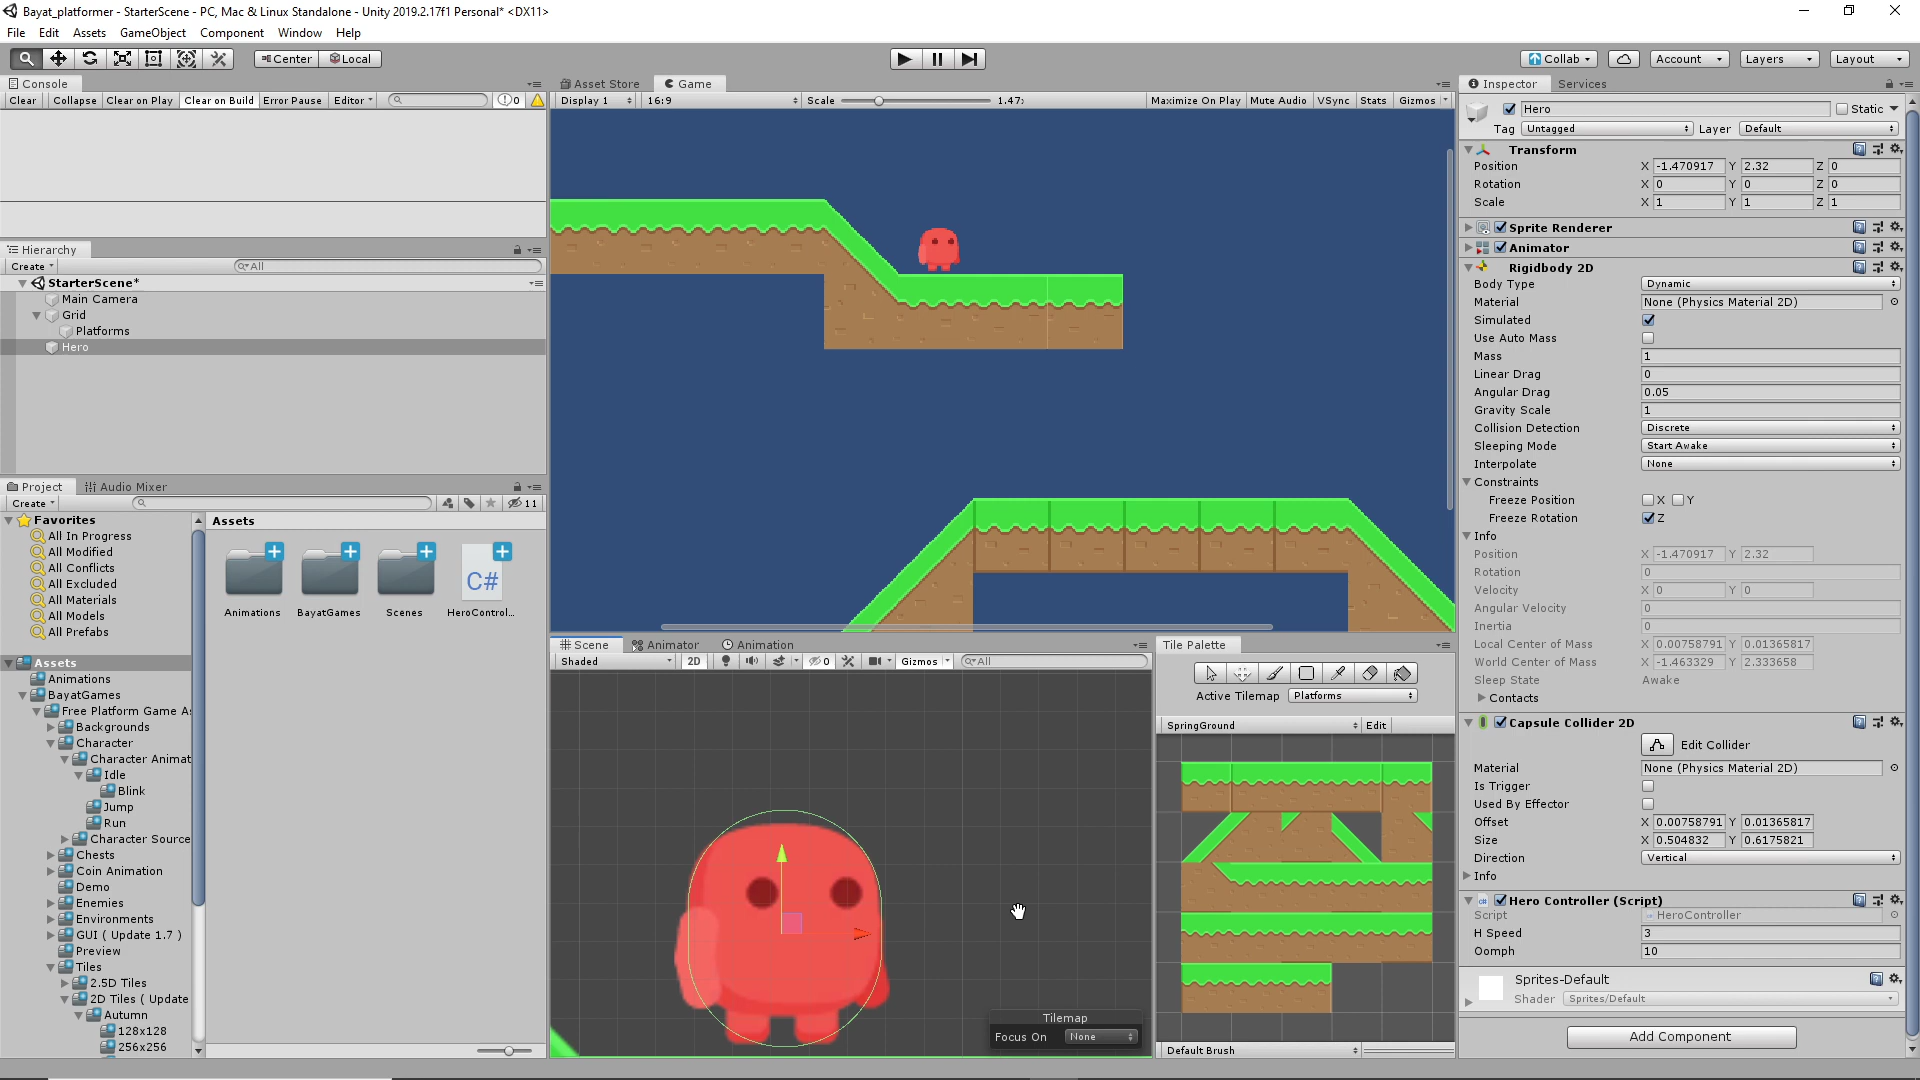 Bayat_platformer - StarterScene - PC, Mac & Linux Standalone - Unity 2019.2.17f1 Personal* <DX11>
File Edit Assets GameObject Component Window Help
Center Local
Collab Account Layers Layout
Console
Clear Collapse Clear on Play Clear on Build Error Pause Editor 0
Asset Store Game
Display 1 16:9 Scale 1.47x Maximize On Play Mute Audio VSync Stats Gizmos
Hierarchy
Create All
StarterScene*
Main Camera
Grid
Platforms
Hero
Project Audio Mixer
Create 11
Favorites
All In Progress
All Modified
All Conflicts
All Excluded
All Materials
All Models
All Prefabs
Assets
Animations
BayatGames
Free Platform Game As
Backgrounds
Character
Character Animat
Idle
Blink
Jump
Run
Character Source
Chests
Coin Animation
Demo
Enemies
Environments
GUI ( Update 1.7 )
Preview
Tiles
2.5D Tiles
2D Tiles ( Update
Autumn
128x128
256x256
Assets
Animations BayatGames Scenes HeroControl...
C#
Scene Animator Animation
Shaded 2D 0 Gizmos All
Tilemap
Focus On None
Tile Palette
Active Tilemap Platforms
SpringGround Edit
Default Brush
Inspector Services
Hero Static
Tag Untagged Layer Default
Transform
Position X -1.470917 Y 2.32 Z 0
Rotation X 0 Y 0 Z 0
Scale X 1 Y 1 Z 1
Sprite Renderer
Animator
Rigidbody 2D
Body Type Dynamic
Material None (Physics Material 2D)
Simulated
Use Auto Mass
Mass 1
Linear Drag 0
Angular Drag 0.05
Gravity Scale 1
Collision Detection Discrete
Sleeping Mode Start Awake
Interpolate None
Constraints
Freeze Position X Y
Freeze Rotation Z
Info
Position X -1.470917 Y 2.32
Rotation 0
Velocity X 0 Y 0
Angular Velocity 0
Inertia 0
Local Center of Mass X 0.00758791 Y 0.01365817
World Center of Mass X -1.463329 Y 2.333658
Sleep State Awake
Contacts
Capsule Collider 2D
Edit Collider
Material None (Physics Material 2D)
Is Trigger
Used By Effector
Offset X 0.00758791 Y 0.01365817
Size X 0.504832 Y 0.6175821
Direction Vertical
Info
Hero Controller (Script)
Script HeroController
H Speed 3
Oomph 10
Sprites-Default
Shader Sprites/Default
Add Component